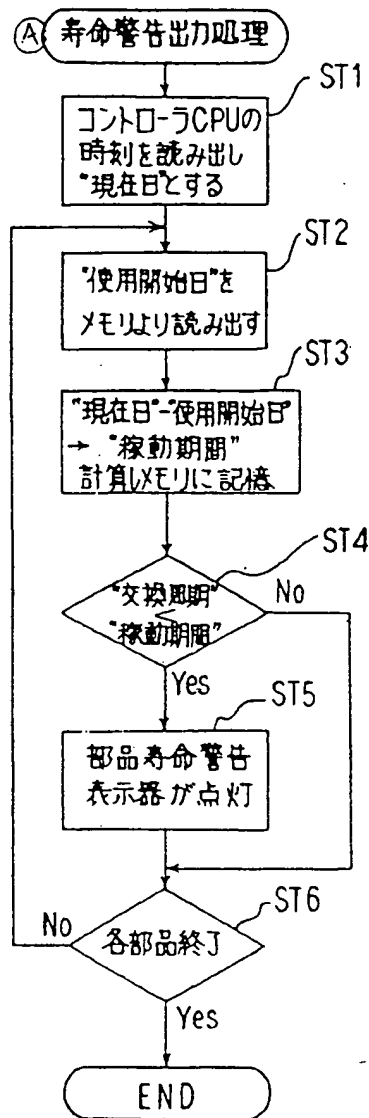 Ⓐ 寿命警告出力処理
ST1
コントローラCPUの
時刻を読み出し
"現在日"とする
ST2
"使用開始日"を
メモリより読み出す
ST3
"現在日"-"使用開始日"
→ "稼動期間"
計算しメモリに記憶
ST4
"交換周期"
<
"稼動期間"
No
Yes
ST5
部品寿命警告
表示器が点灯
ST6
No
各部品終了
Yes
END